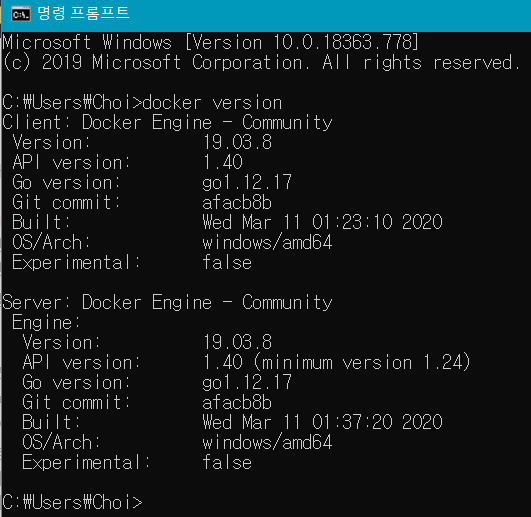 명령 프롬프트
Microsoft Windows [Version 10.0.18363.778]
(c) 2019 Microsoft Corporation. All rights reserved.
C:₩Users₩Choi>docker version
Client: Docker Engine - Community
Version: 19.03.8
API version: 1.40
Go version: go1.12.17
Git commit: afacb8b
Built: Wed Mar 11 01:23:10 2020
OS/Arch: windows/amd64
Experimental: false
Server: Docker Engine - Community
Engine:
Version: 19.03.8
API version: 1.40 (minimum version 1.24)
Go version: go1.12.17
Git commit: afacb8b
Built: Wed Mar 11 01:37:20 2020
OS/Arch: windows/amd64
Experimental: false
C:₩Users₩Choi>